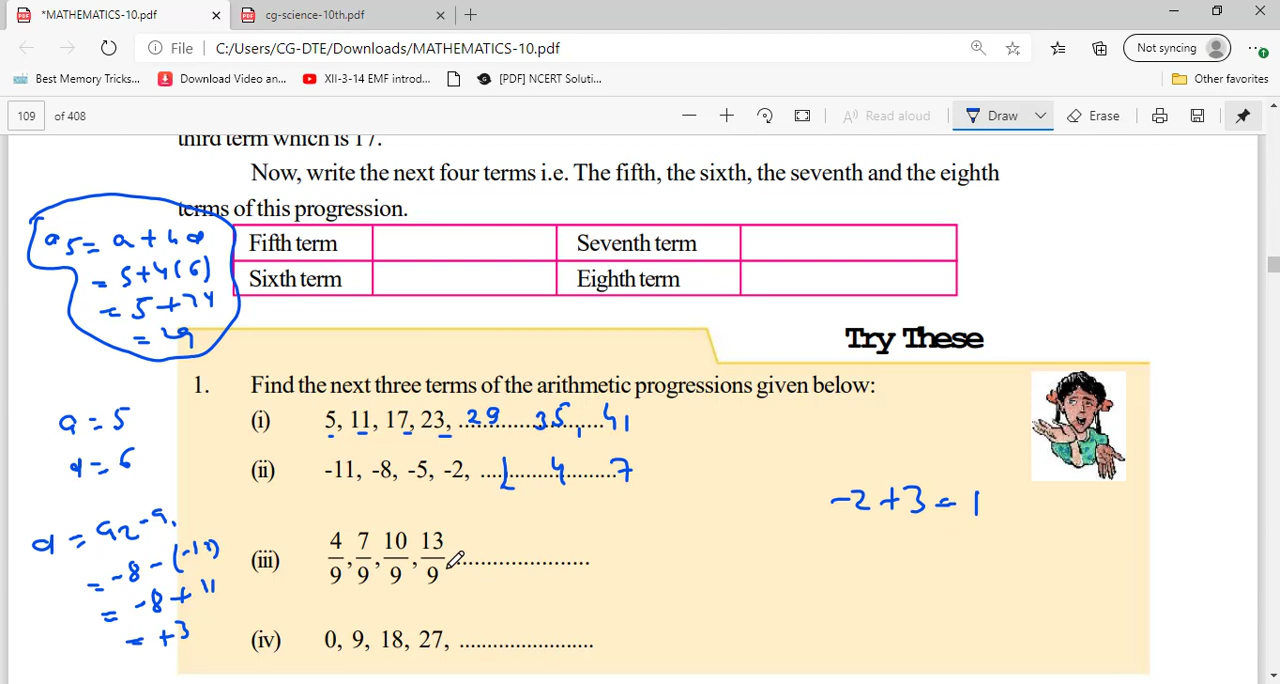 *MATHEMATICS-10.pdf
cg-science-10th.pdf
File C:/Users/CG-DTE/Downloads/MATHEMATICS-10.pdf
Not syncing
Best Memory Tricks...
Download Video an...
XII-3-14 EMF introd...
[PDF] NCERT Soluti...
Other favorites
109 of 408
Read aloud
Draw
Erase
third term which is 17.
Now, write the next four terms i.e. The fifth, the sixth, the seventh and the eighth
terms of this progression.
Fifth term Seventh term
Sixth term Eighth term
a5 = a + 4d
= 5+4(6)
= 5 + 24
= 29
Try These
1. Find the next three terms of the arithmetic progressions given below:
(i) 5, 11, 17, 23, ...29...35,...41
(ii) -11, -8, -5, -2, ....1....4......7
(iii) 4/9, 7/9, 10/9, 13/9, ........................
(iv) 0, 9, 18, 27, ........................
a = 5
d = 6
d = a2 - a1
= -8 - (-11)
= -8 + 11
= +3
-2 + 3 = 1